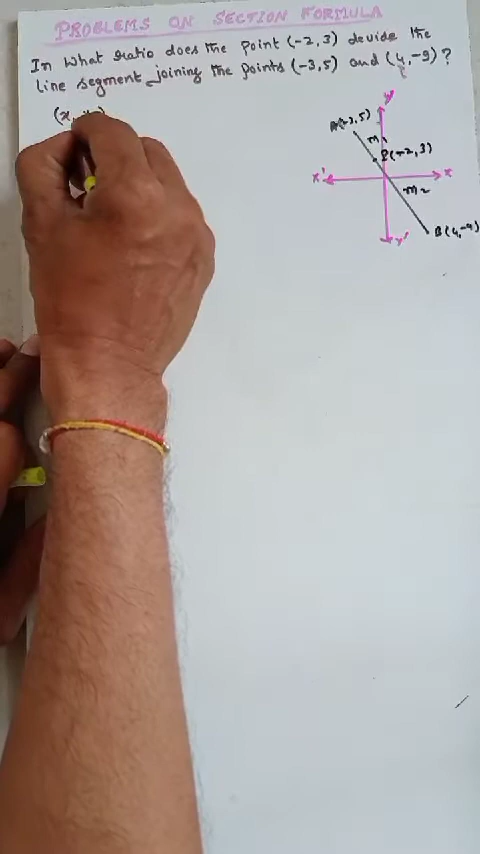 PROBLEMS ON SECTION FORMULA
In what ratio does the point (-2,3) devide the
line segment joining the points (-3,5) and (4,-9)?
(x, y)
y
A(-3,5)
m₁
P(-2,3)
x' x
m₂
B(4,-9)
y'